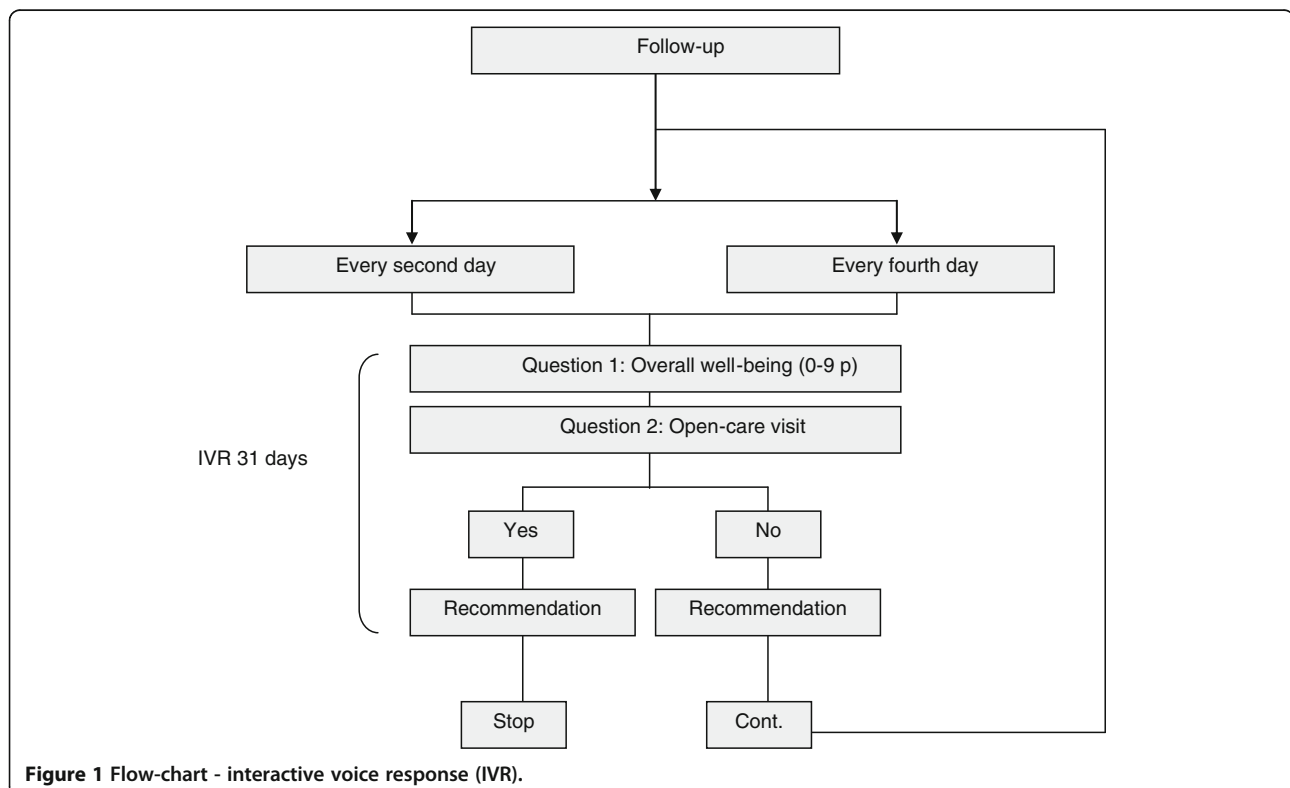 Follow-up
Every second day
Every fourth day
Question 1: Overall well-being (0-9 p)
Question 2: Open-care visit
IVR 31 days
Yes
No
Recommendation
Recommendation
Stop
Cont.
Figure 1 Flow-chart - interactive voice response (IVR).